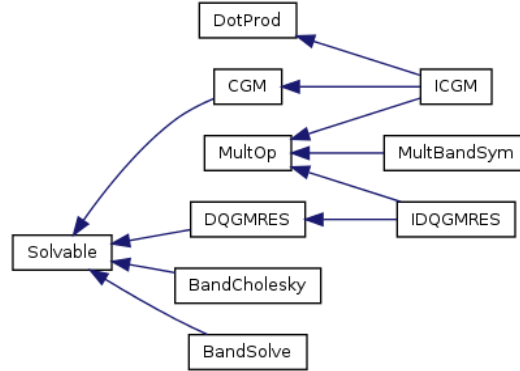 DotProd
CGM
ICGM
MultOp
MultBandSym
DQGMRES
IDQGMRES
Solvable
BandCholesky
BandSolve